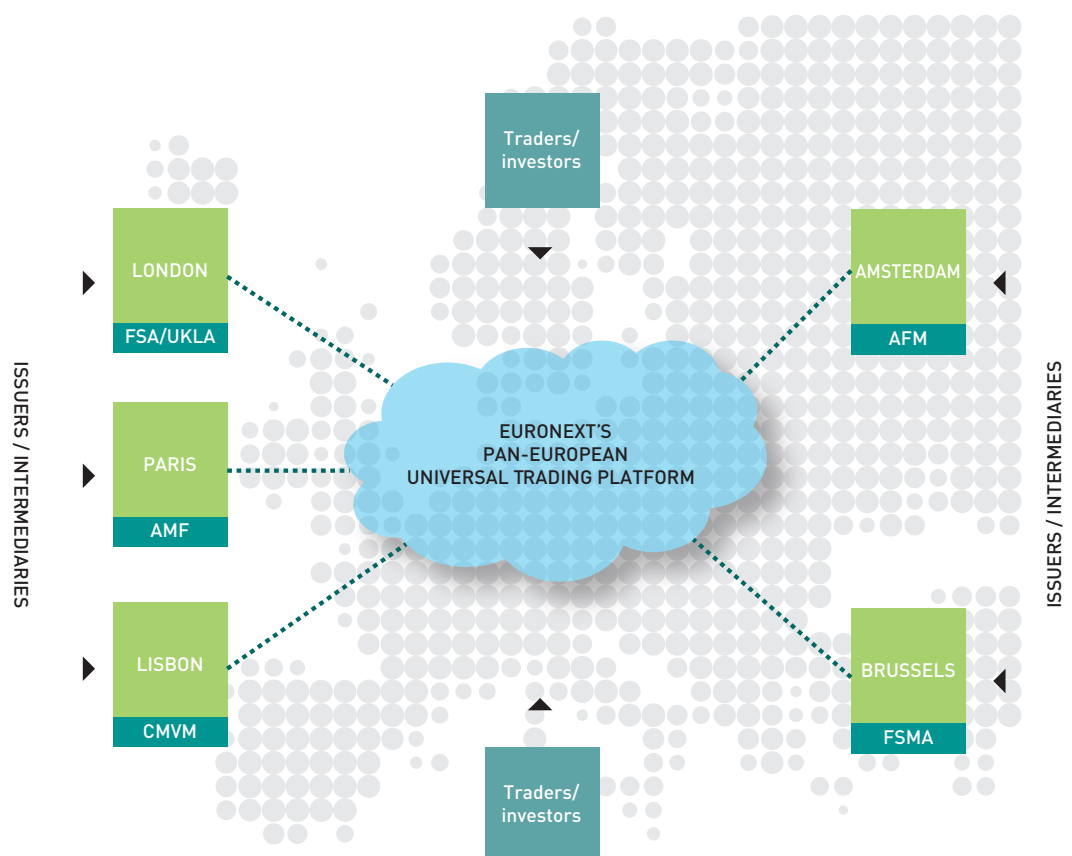 Traders/
investors
LONDON
FSA/UKLA
AMSTERDAM
AFM
ISSUERS / INTERMEDIARIES
PARIS
AMF
EURONEXT'S
PAN-EUROPEAN
UNIVERSAL TRADING PLATFORM
ISSUERS / INTERMEDIARIES
LISBON
CMVM
BRUSSELS
FSMA
Traders/
investors